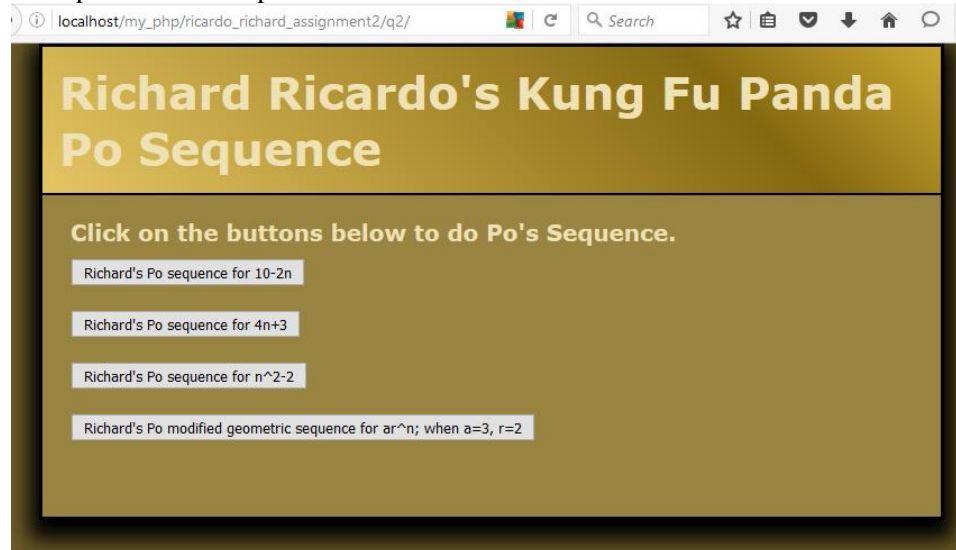 localhost/my_php/ricardo_richard_assignment2/q2/ Search
Richard Ricardo's Kung Fu Panda
Po Sequence
Click on the buttons below to do Po's Sequence.
Richard's Po sequence for 10-2n
Richard's Po sequence for 4n+3
Richard's Po sequence for n^2-2
Richard's Po modified geometric sequence for ar^n; when a=3, r=2